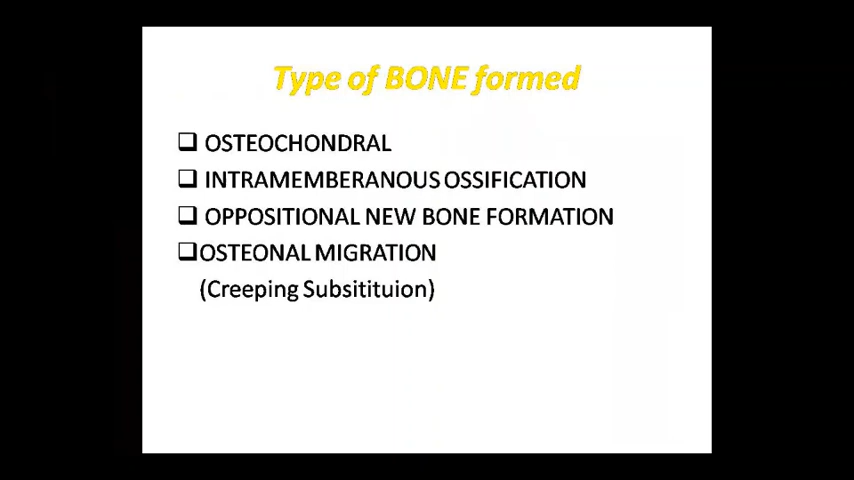 Type of BONE formed
OSTEOCHONDRAL
INTRAMEMBERANOUS OSSIFICATION
OPPOSITIONAL NEW BONE FORMATION
OSTEONAL MIGRATION
(Creeping Subsitituion)